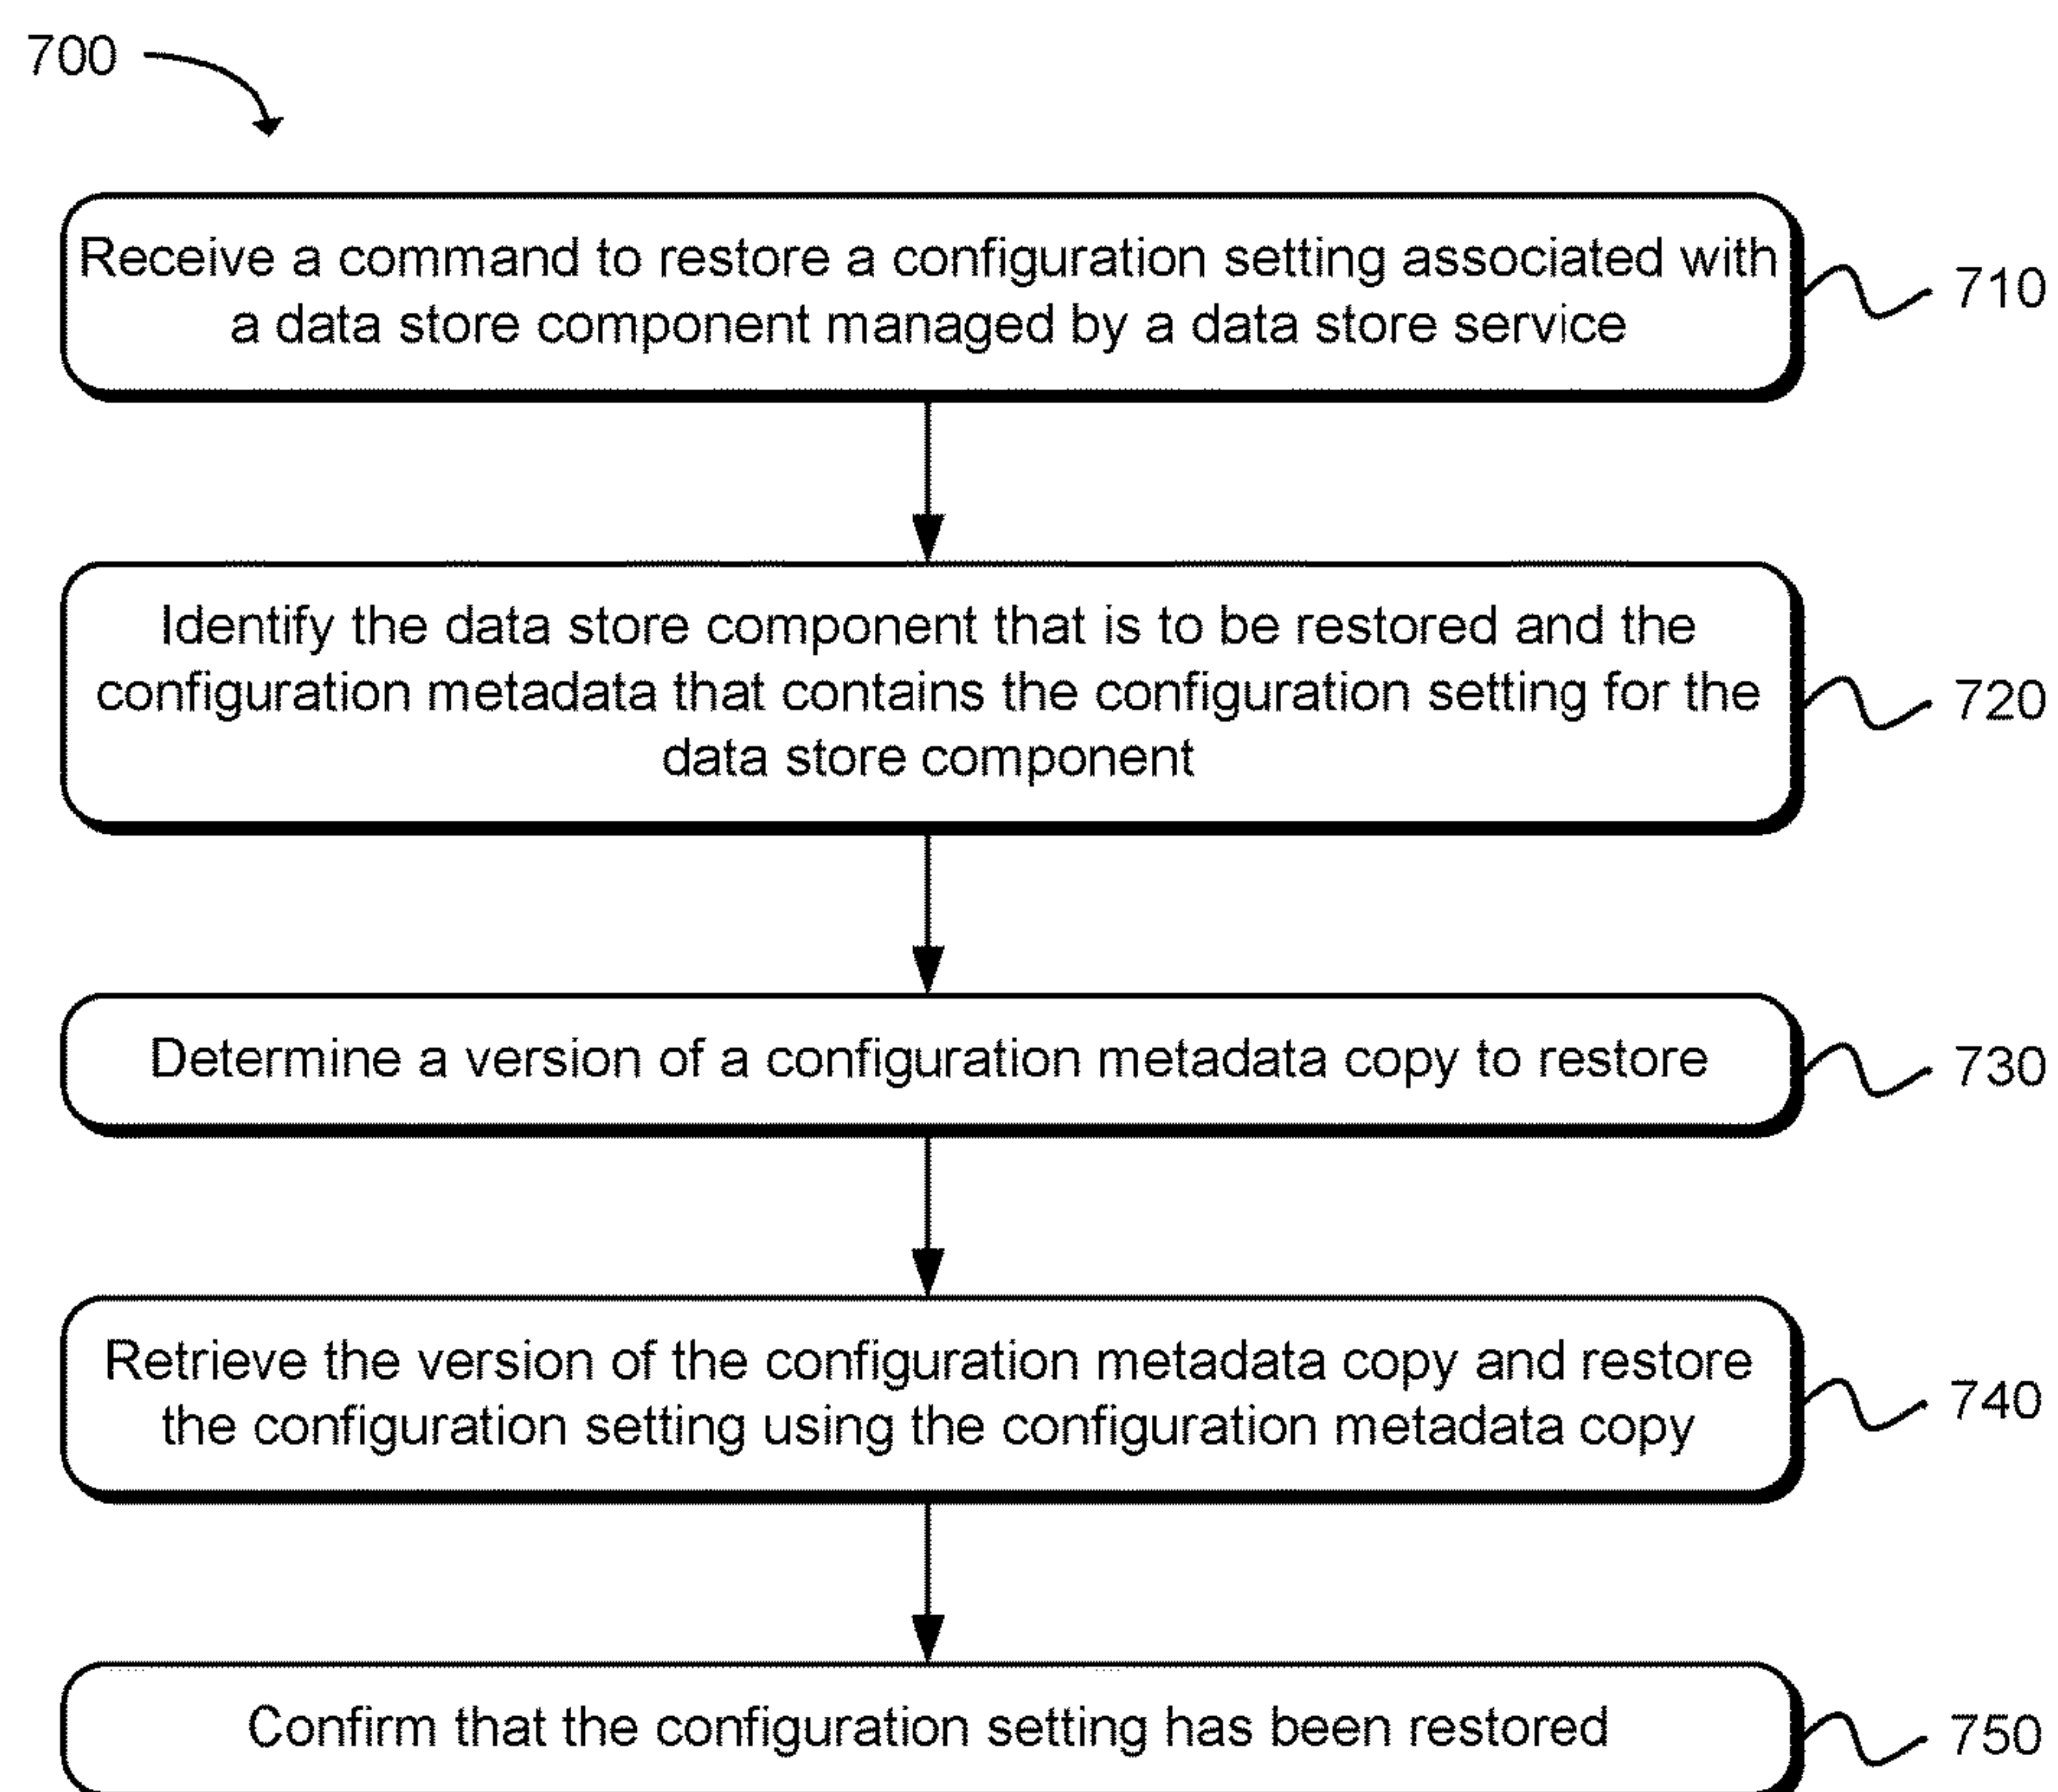 700
Receive a command to restore a configuration setting associated with
a data store component managed by a data store service
710
Identify the data store component that is to be restored and the
configuration metadata that contains the configuration setting for the
data store component
720
Determine a version of a configuration metadata copy to restore
730
Retrieve the version of the configuration metadata copy and restore
the configuration setting using the configuration metadata copy
740
Confirm that the configuration setting has been restored
750